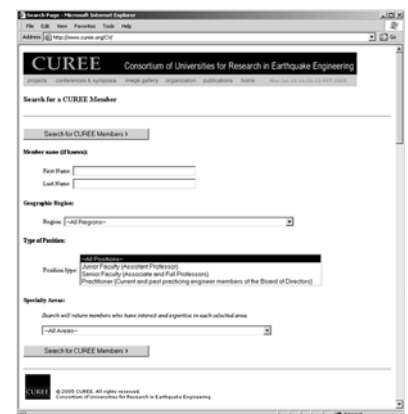 Search Page - Microsoft Internet Explorer
File Edit View Favorites Tools Help
Address http://www.curee.org/CV/ Go
CUREE Consortium of Universities for Research in Earthquake Engineering
projects conferences & symposia image gallery organization publications home
Search for a CUREE Member
Search for CUREE Members >
Member name (if known):
First Name
Last Name
Geographic Region:
Region: ~All Regions~
Type of Position:
Position type:
~All Positions~
Junior Faculty (Assistant Professor)
Senior Faculty (Associate and Full Professors)
Practitioner (Current and past practicing engineer members of the Board of Directors)
Specialty Areas:
Search will return members who have interest and expertise in each selected area
~All Areas~
Search for CUREE Members >
CUREE © 2005 CUREE. All rights reserved.
Consortium of Universities for Research in Earthquake Engineering